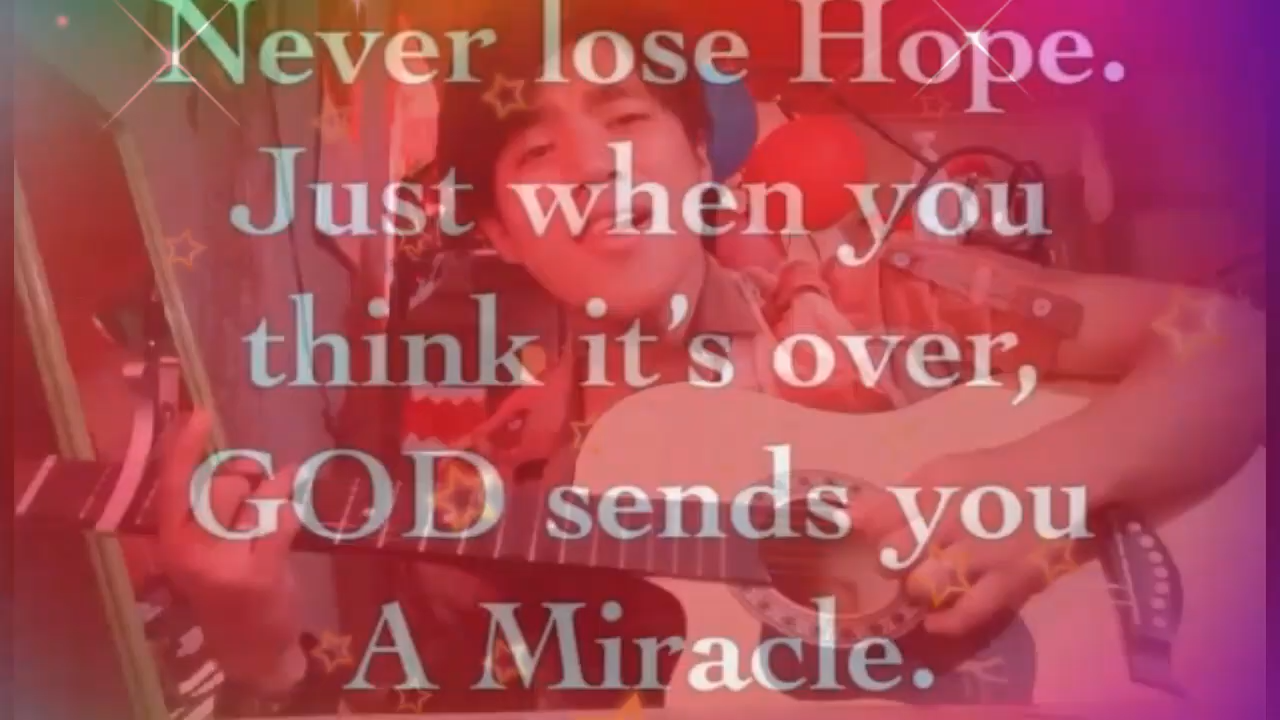 Never lose Hope.
Just when you
think it's over,
GOD sends you
A Miracle.